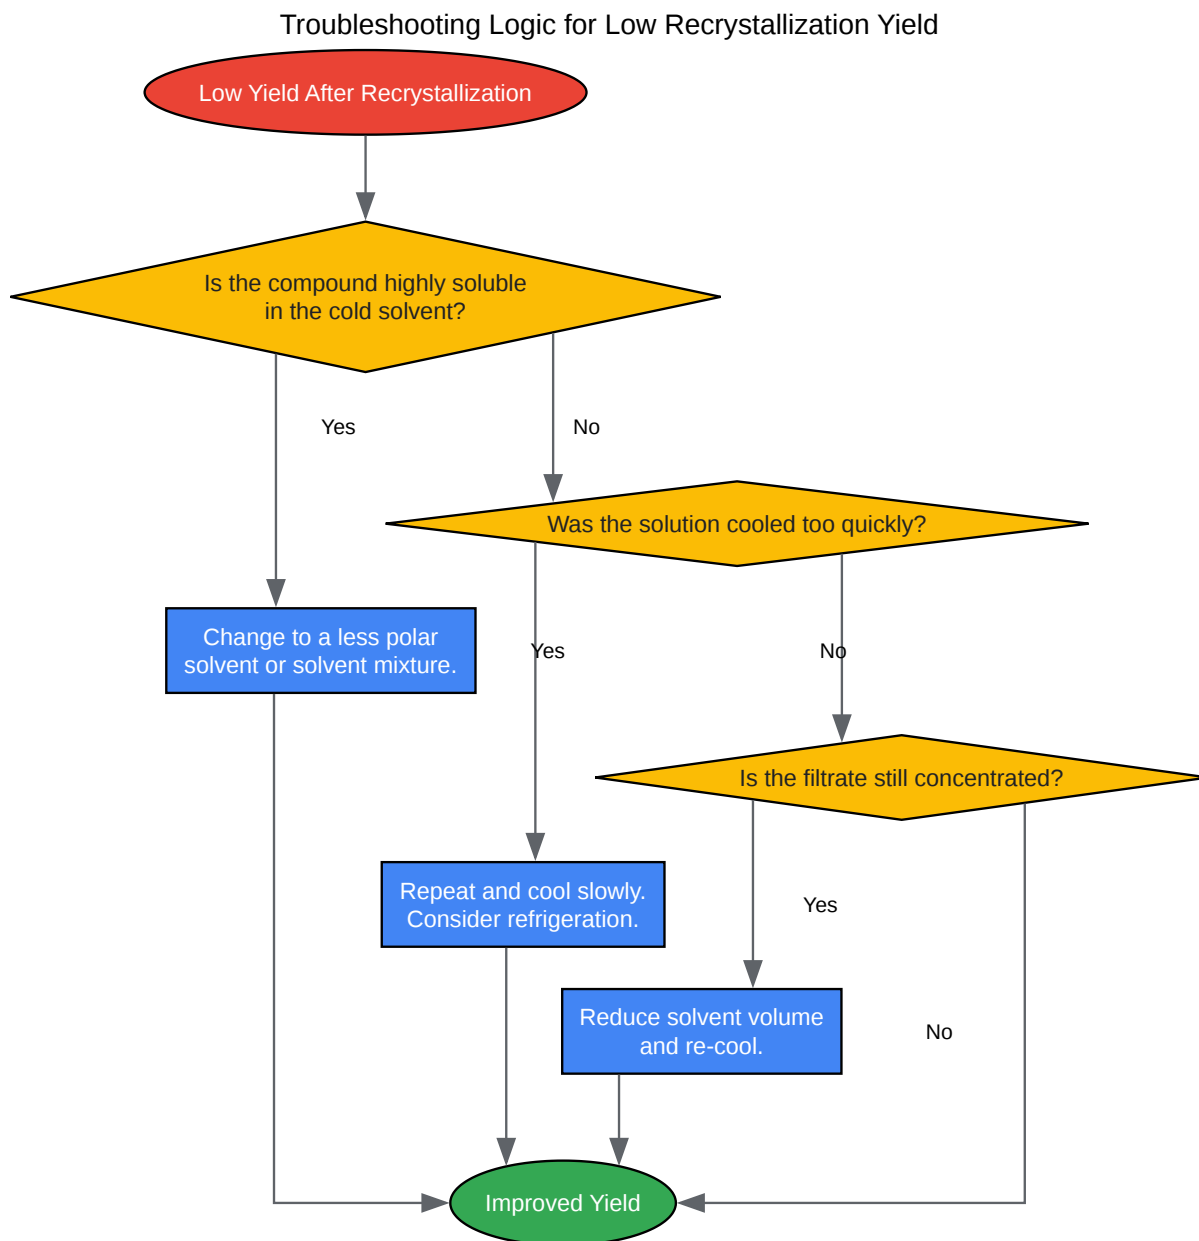 Troubleshooting Logic for Low Recrystallization Yield
Low Yield After Recrystallization
Is the compound highly soluble
in the cold solvent?
Yes
No
Was the solution cooled too quickly?
Change to a less polar
solvent or solvent mixture.
Yes
No
Is the filtrate still concentrated?
Repeat and cool slowly.
Consider refrigeration.
Yes
Reduce solvent volume
and re-cool.
No
Improved Yield